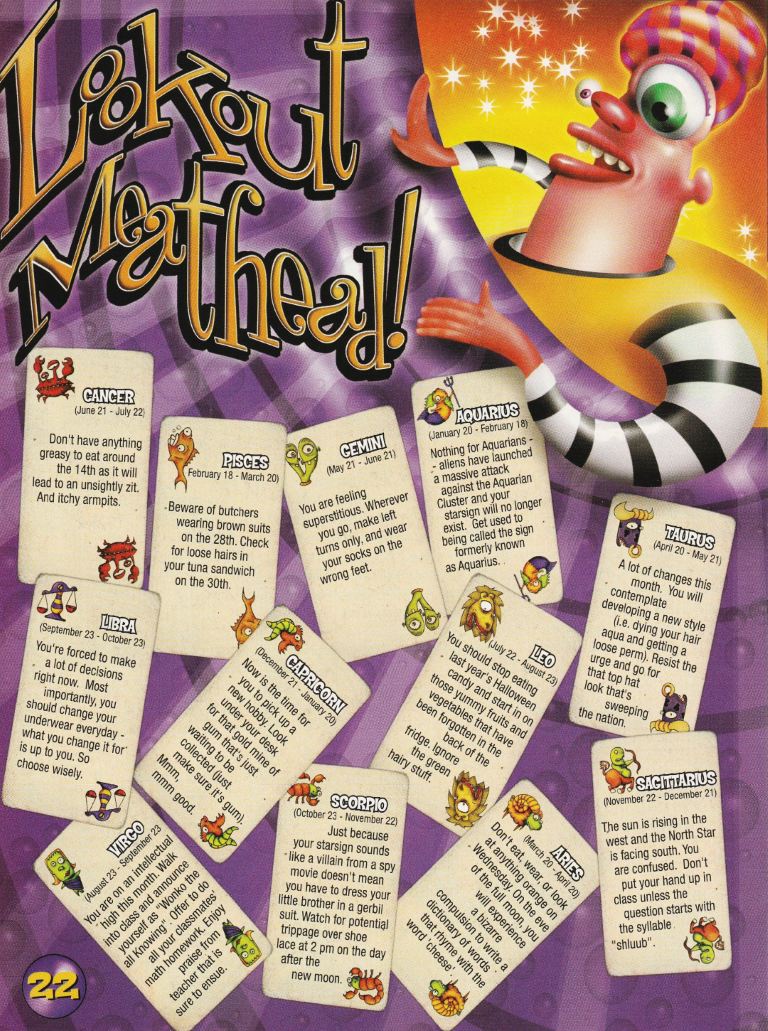 Lookout
Meathead!
CANCER
(June 21 - July 22)
Don't have anything
greasy to eat around
the 14th as it will
lead to an unsightly zit.
And itchy armpits.
PISCES
February 18 - March 20)
Beware of butchers
wearing brown suits
on the 28th. Check
for loose hairs in
your tuna sandwich
on the 30th.
GEMINI
(May 21 - June 21)
You are feeling
superstitious. Wherever
you go, make left
turns only, and wear
your socks on the
wrong feet.
AQUARIUS
(January 20 - February 18)
Nothing for Aquarians -
aliens have launched
a massive attack
against the Aquarian
Cluster and your
starsign will no longer
exist. Get used to
being called the sign
formerly known
as Aquarius.
TAURUS
(April 20 - May 21)
A lot of changes this
month. You will
contemplate
developing a new style
(i.e. dying your hair
aqua and getting a
loose perm). Resist the
urge and go for
that top hat
look that's
sweeping
the nation.
LIBRA
(September 23 - October 23)
You're forced to make
a lot of decisions
right now. Most
importantly, you
should change your
underwear everyday -
what you change it for
is up to you. So
choose wisely.
CAPRICORN
(December 21 - January 20)
Now is the time for
you to pick up a
new hobby. Look
under your desk
for that gold mine of
gum that's just
waiting to be
collected (just
make sure it's gum).
Mmm,
mmm good.
LEO
(July 22 - August 23)
You should stop eating
last year's Halloween
candy and start in on
those yummy fruits and
vegetables that have
been forgotten in the
back of the
fridge. Ignore
the green
hairy stuff.
SAGITTARIUS
(November 22 - December 21)
The sun is rising in the
west and the North Star
is facing south. You
are confused. Don't
put your hand up in
class unless the
question starts with
the syllable
"shluub".
VIRGO
(August 23 - September 23
You are on an intellectual
high this month. Walk
into class and announce
yourself as "Wonko the
all Knowing". Offer to do
all your classmates'
math homework. Enjoy
praise from
teacher that is
sure to ensue.
SCORPIO
(October 23 - November 22)
Just because
your starsign sounds
like a villain from a spy
movie doesn't mean
you have to dress your
little brother in a gerbil
suit. Watch for potential
trippage over shoe
lace at 2 pm on the day
after the
new moon.
ARIES
(March 20 - April 20)
Don't eat, wear, or look
at anything orange on
Wednesday. On the eve
of the full moon, you
will experience
a bizarre
compulsion to write a
dictionary of words
that rhyme with the
word 'cheese'.
22